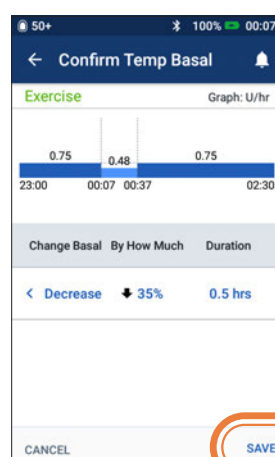 50+ 100% 00:07
← Confirm Temp Basal
Exercise Graph: U/hr
0.75 0.48 0.75
23:00 00:07 00:37 02:30
Change Basal By How Much Duration
< Decrease 35% 0.5 hrs
CANCEL SAVE